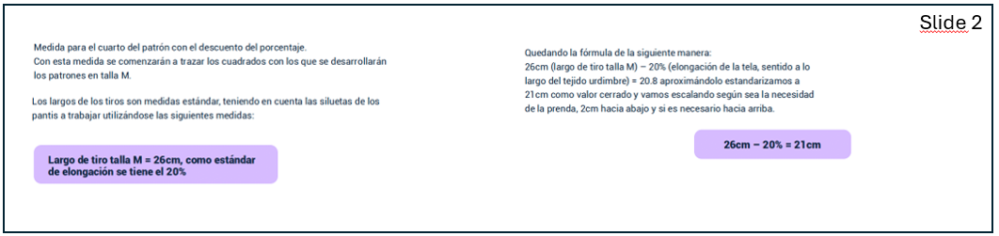 Slide 2
Medida para el cuarto del patrón con el descuento del porcentaje.
Con esta medida se comenzarán a trazar los cuadrados con los que se desarrollarán
los patrones en talla M.
Los largos de los tiros son medidas estándar, teniendo en cuenta las siluetas de los
pantis a trabajar utilizándose las siguientes medidas:
Largo de tiro talla M = 26cm, como estándar
de elongación se tiene el 20%
Quedando la fórmula de la siguiente manera:
26cm (largo de tiro talla M) – 20% (elongación de la tela, sentido a lo
largo del tejido urdimbre) = 20.8 aproximándolo estandarizamos a
21cm como valor cerrado y vamos escalando según sea la necesidad
de la prenda, 2cm hacia abajo y si es necesario hacia arriba.
26cm – 20% = 21cm